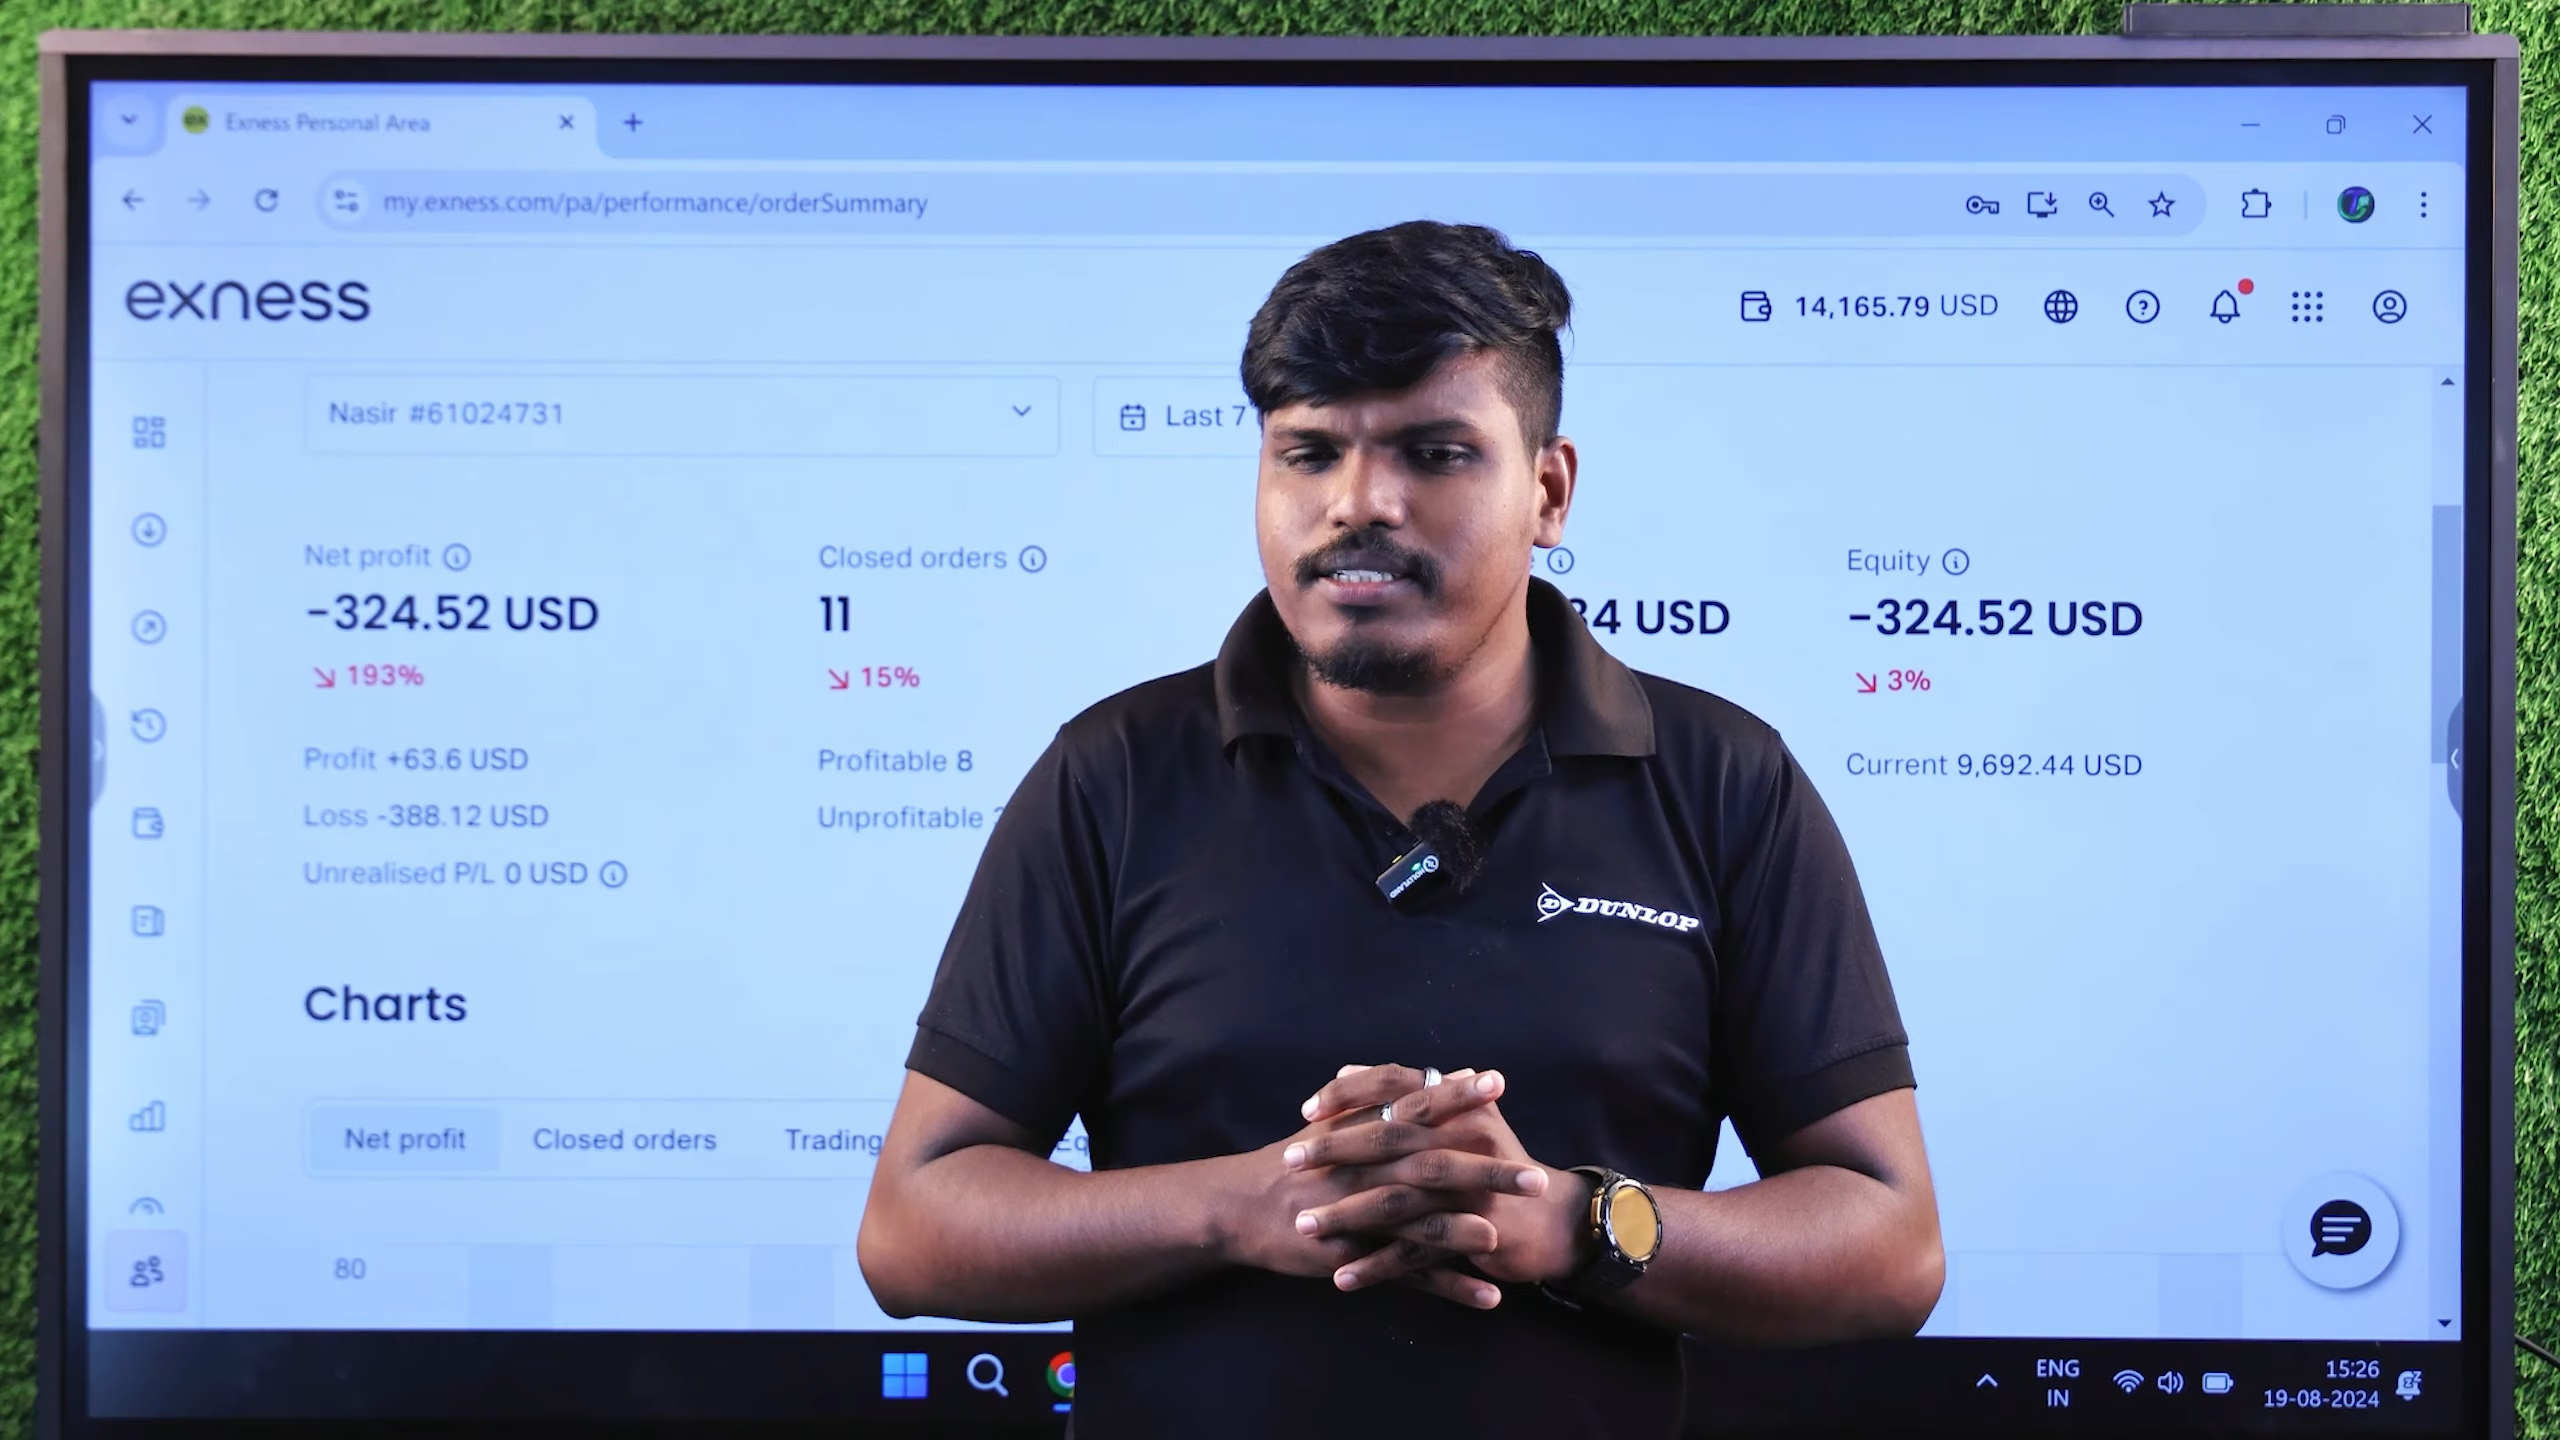 Exness Personal Area
my.exness.com/pa/performance/orderSummary
exness
14,165.79 USD
Nasir #61024731
Last 7
Net profit
Closed orders
Equity
-324.52 USD
11
34 USD
-324.52 USD
193%
15%
3%
Profit +63.6 USD
Profitable 8
Current 9,692.44 USD
Loss -388.12 USD
Unprofitable
Unrealised P/L 0 USD
HOLLYLAND
DUNLOP
Charts
Net profit
Closed orders
Trading
Eq
80
ENG
IN
15:26
19-08-2024